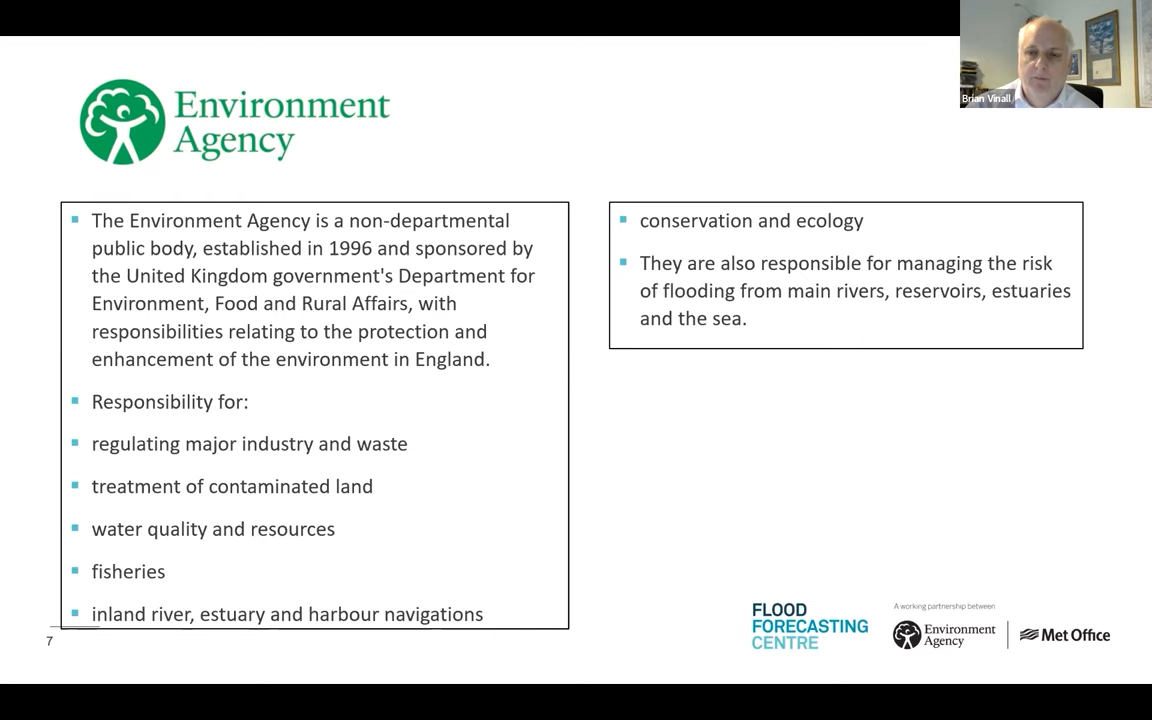 Environment
Agency
Brian Vinall
The Environment Agency is a non-departmental
public body, established in 1996 and sponsored by
the United Kingdom government's Department for
Environment, Food and Rural Affairs, with
responsibilities relating to the protection and
enhancement of the environment in England.
Responsibility for:
regulating major industry and waste
treatment of contaminated land
water quality and resources
fisheries
inland river, estuary and harbour navigations
conservation and ecology
They are also responsible for managing the risk
of flooding from main rivers, reservoirs, estuaries
and the sea.
7
FLOOD
FORECASTING
CENTRE
A working partnership between
Environment
Agency
Met Office